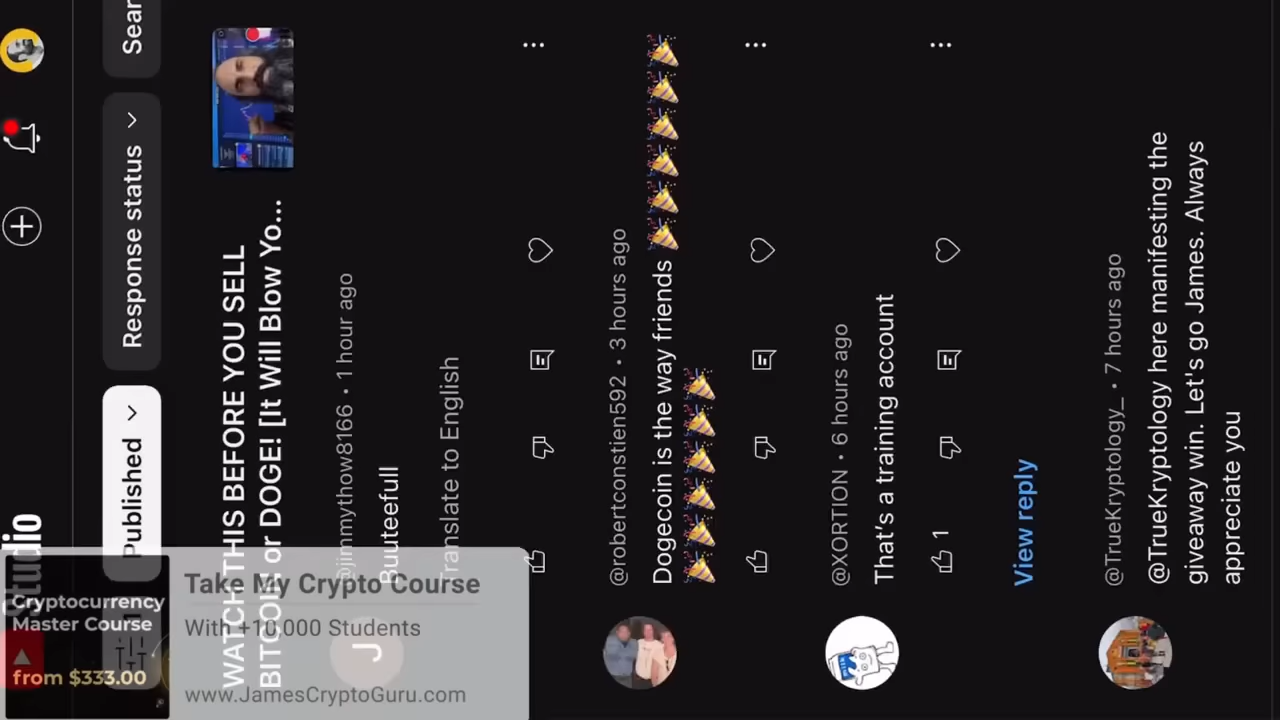 Studio
Published
Response status
Sear
WATCH THIS BEFORE YOU SELL
BITCOIN or DOGE! [It Will Blow Yo...
@jimmythow8166 • 1 hour ago
Buuteefull
Translate to English
J
@robertconstien592 • 3 hours ago
Dogecoin is the way friends 🎉🎉🎉🎉🎉🎉
🎉🎉🎉🎉🎉🎉
@XORTION • 6 hours ago
That's a training account
1
View reply
@TrueKryptology_ • 7 hours ago
@TrueKryptology here manifesting the
giveaway win. Let's go James. Always
appreciate you
Cryptocurrency
Master Course
from $333.00
Take My Crypto Course
With +10,000 Students
www.JamesCryptoGuru.com